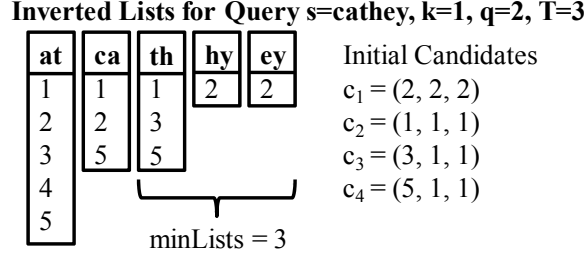 Inverted Lists for Query s=cathey, k=1, q=2, T=3
at ca th hy ey
1 1 1 2 2
2 2 3
3 5 5
4
5
minLists = 3
Initial Candidates
c1 = (2, 2, 2)
c2 = (1, 1, 1)
c3 = (3, 1, 1)
c4 = (5, 1, 1)